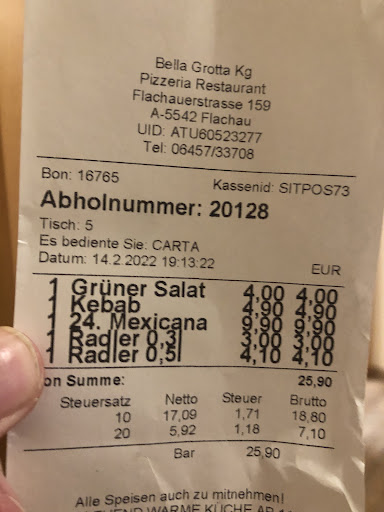 Bella Grotta Kg
Pizzeria Restaurant
Flachauerstrasse 159
A-5542 Flachau
UID: ATU60523277
Tel: 06457/33708
Bon: 16765 Kassenid: SITPOS73
Abholnummer: 20128
Tisch: 5
Es bediente Sie: CARTA
Datum: 14.2.2022 19:13:22
EUR
1 Grüner Salat 4,00 4,00
1 Kebab 4,90 4,90
1 24. Mexicana 9,90 9,90
1 Radler 0,3l 3,00 3,00
1 Radler 0,5l 4,10 4,10
on Summe: 25,90
Steuersatz Netto Steuer Brutto
10 17,09 1,71 18,80
20 5,92 1,18 7,10
Bar 25,90
Alle Speisen auch zu mitnehmen!
WARME KÜCHE